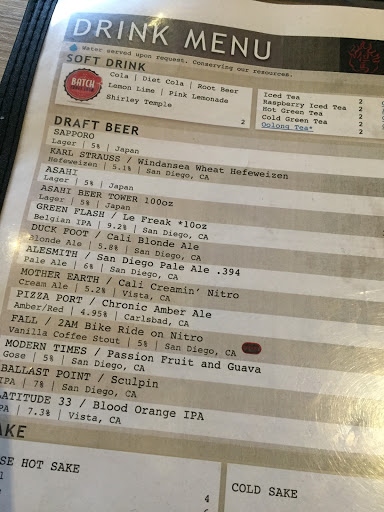 DRINK MENU
Water served upon request. Conserving our resources.
SOFT DRINK
BATCH
Cola | Diet Cola | Root Beer
Lemon Lime | Pink Lemonade
Shirley Temple
2
Iced Tea 2
Raspberry Iced Tea 2
Hot Green Tea 2
Cold Green Tea 2
Oolong Tea*
DRAFT BEER
SAPPORO
Lager | 5% | Japan
KARL STRAUSS / Windansea Wheat Hefeweizen
Hefeweizen | 5.1% | San Diego, CA
ASAHI
Lager | 5% | Japan
ASAHI BEER TOWER 100oz
Lager | 5% | Japan
GREEN FLASH / Le Freak *10oz
Belgian IPA | 9.2% | San Diego, CA
DUCK FOOT / Cali Blonde Ale
Blonde Ale | 5.8% | San Diego, CA
ALESMITH / San Diego Pale Ale .394
Pale Ale | 6% | San Diego, CA
MOTHER EARTH / Cali Creamin' Nitro
Cream Ale | 5.2% | Vista, CA
PIZZA PORT / Chronic Amber Ale
Amber/Red | 4.95% | Carlsbad, CA
FALL / 2AM Bike Ride on Nitro
Vanilla Coffee Stout | 5% | San Diego, CA
MODERN TIMES / Passion Fruit and Guava
Gose | 5% | San Diego, CA
BALLAST POINT / Sculpin
IPA | 7% | San Diego, CA
LATITUDE 33 / Blood Orange IPA
IPA | 7.3% | Vista, CA
AKE
SE HOT SAKE
4
COLD SAKE